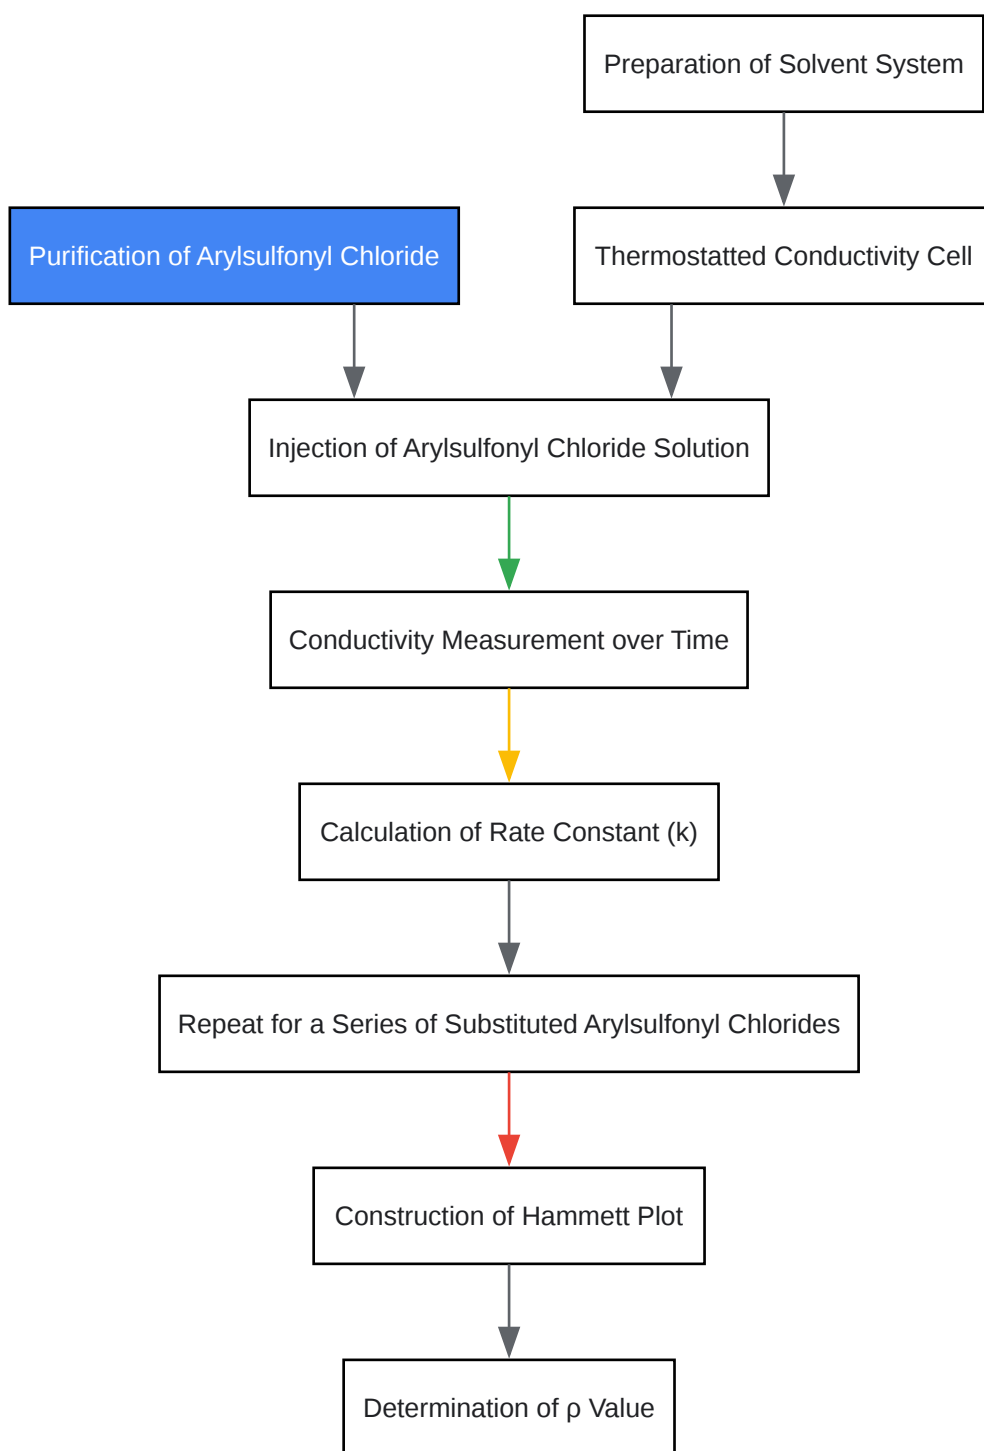 Preparation of Solvent System
Purification of Arylsulfonyl Chloride
Thermostatted Conductivity Cell
Injection of Arylsulfonyl Chloride Solution
Conductivity Measurement over Time
Calculation of Rate Constant (k)
Repeat for a Series of Substituted Arylsulfonyl Chlorides
Construction of Hammett Plot
Determination of ρ Value